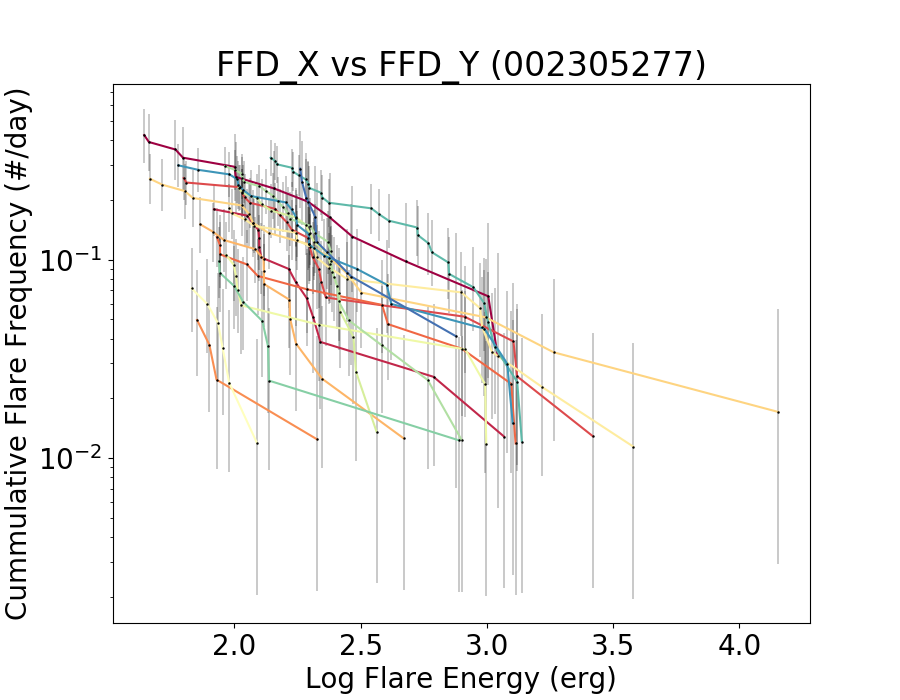 FFD_X vs FFD_Y (002305277)
Cummulative Flare Frequency (#/day)
10⁻¹
10⁻²
2.0 2.5 3.0 3.5 4.0
Log Flare Energy (erg)